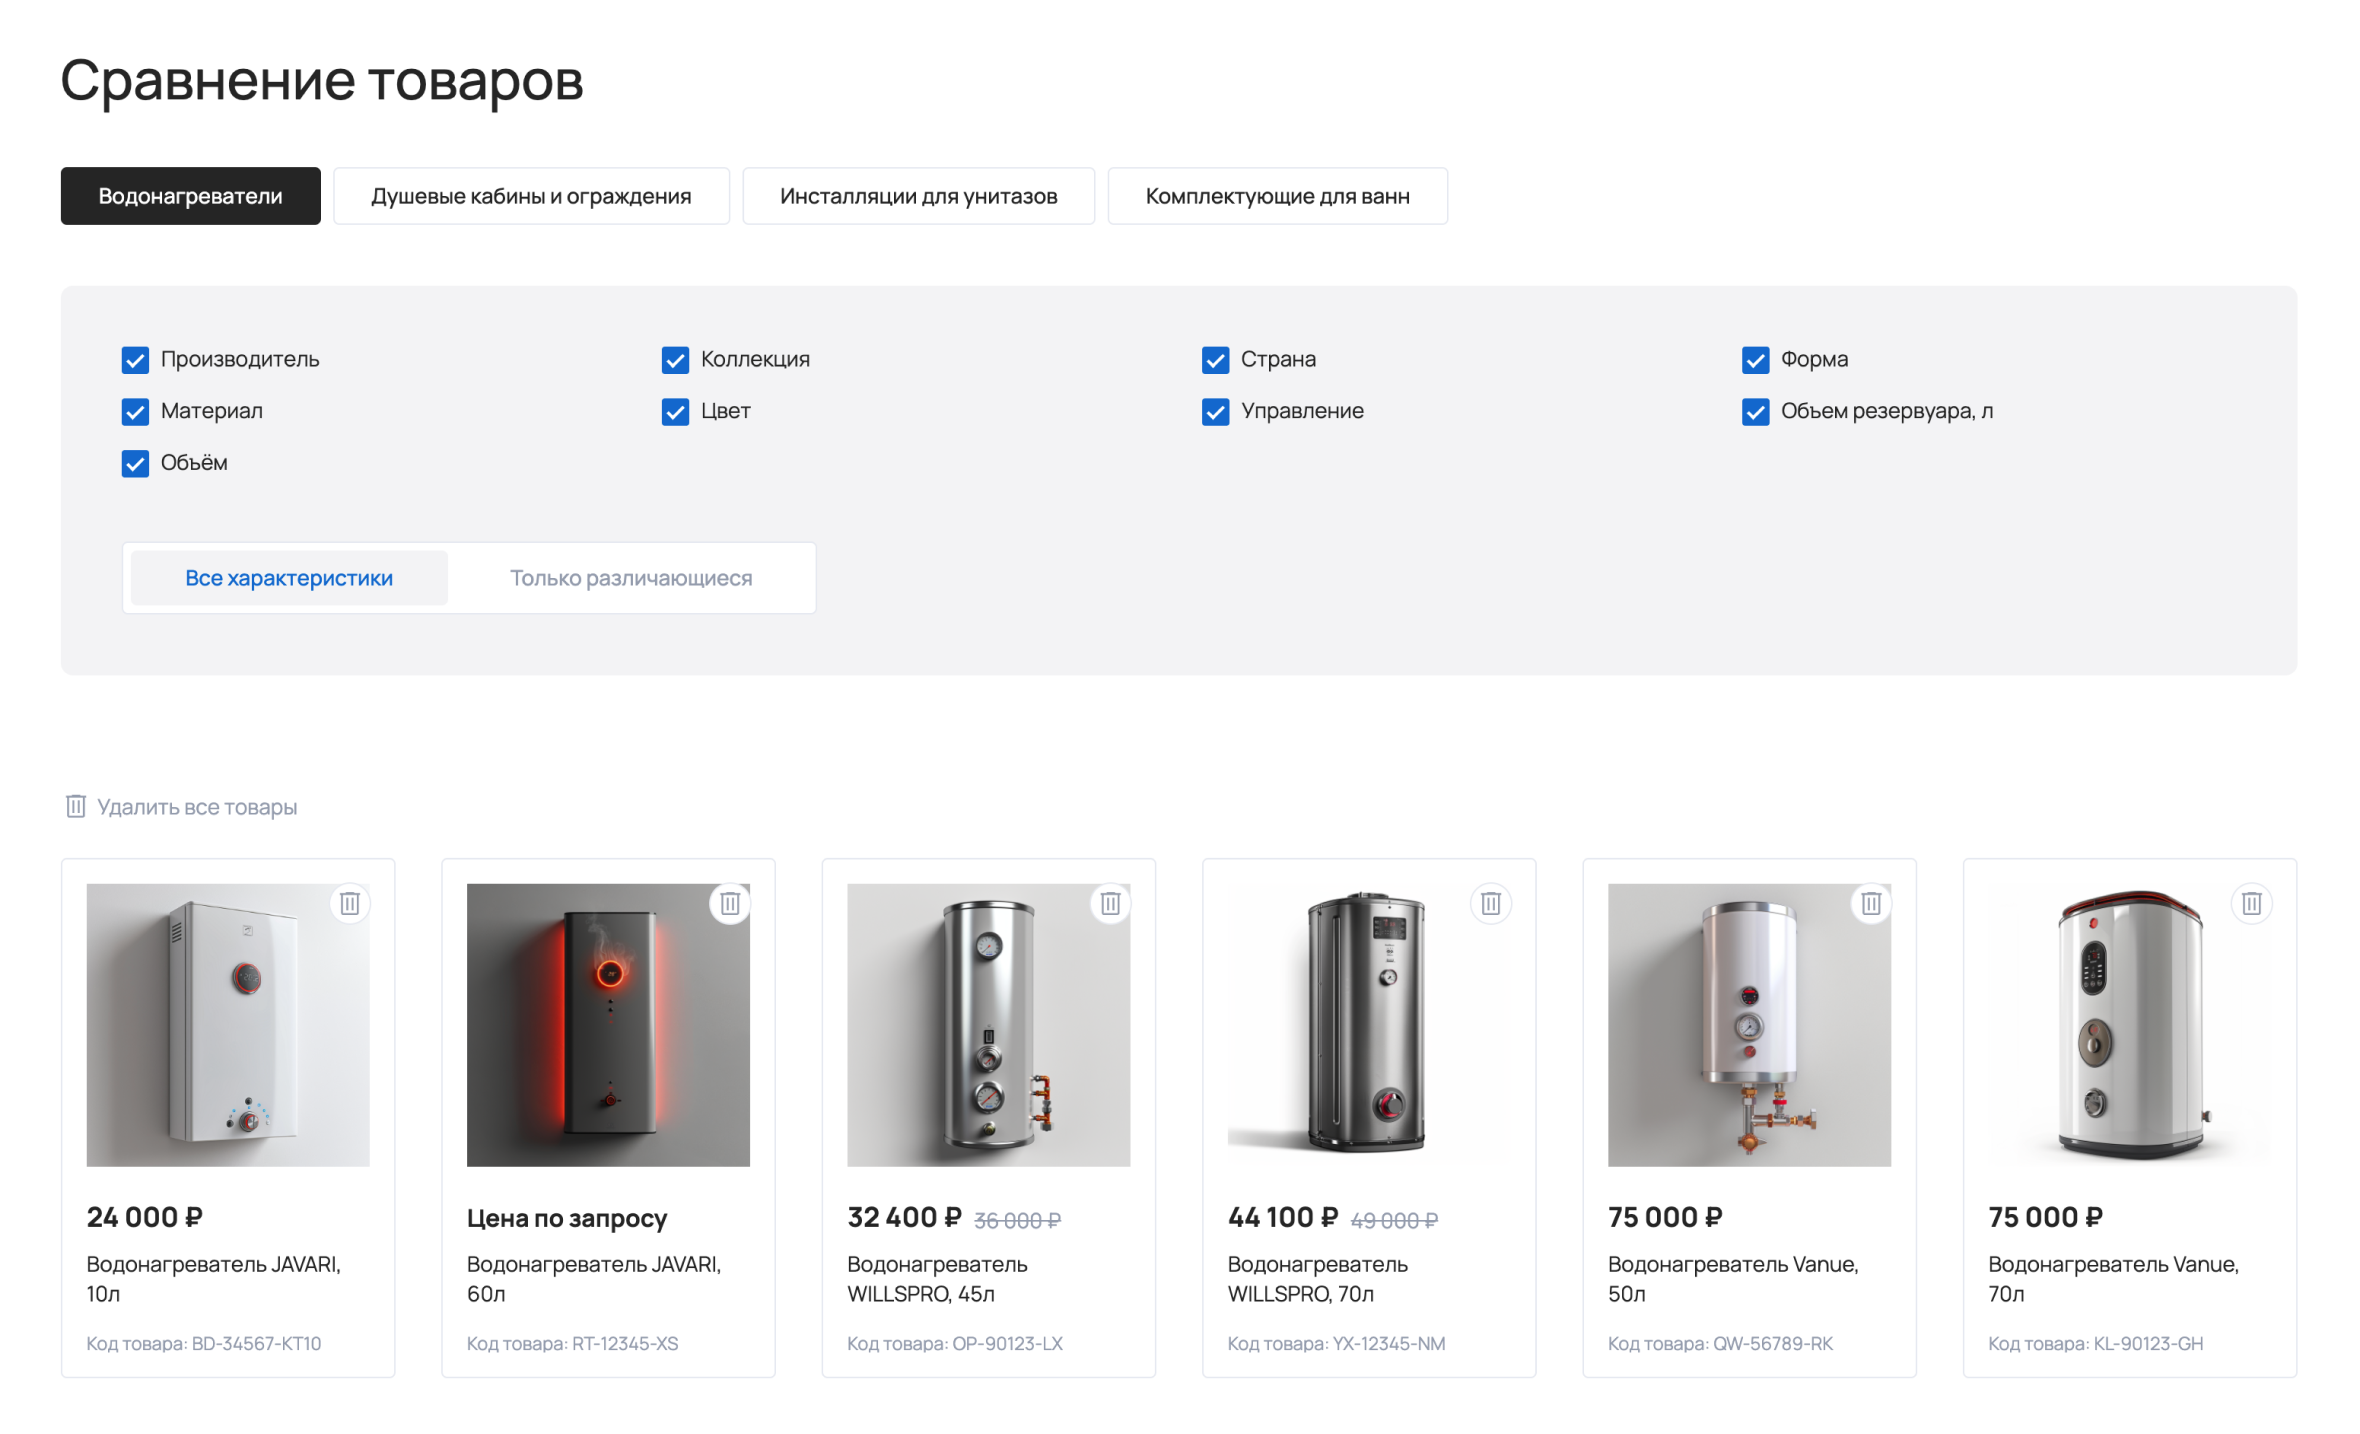 Сравнение товаров
Водонагреватели
Душевые кабины и ограждения
Инсталляции для унитазов
Комплектующие для ванн
Производитель
Коллекция
Страна
Форма
Материал
Цвет
Управление
Объем резервуара, л
Объём
Все характеристики
Только различающиеся
Удалить все товары
24 000 ₽
Водонагреватель JAVARI,
10л
Код товара: BD-34567-KT10
Цена по запросу
Водонагреватель JAVARI,
60л
Код товара: RT-12345-XS
32 400 ₽ 36 000 ₽
Водонагреватель
WILLSPRO, 45л
Код товара: OP-90123-LX
44 100 ₽ 49 000 ₽
Водонагреватель
WILLSPRO, 70л
Код товара: YX-12345-NM
75 000 ₽
Водонагреватель Vanue,
50л
Код товара: QW-56789-RK
75 000 ₽
Водонагреватель Vanue,
70л
Код товара: KL-90123-GH